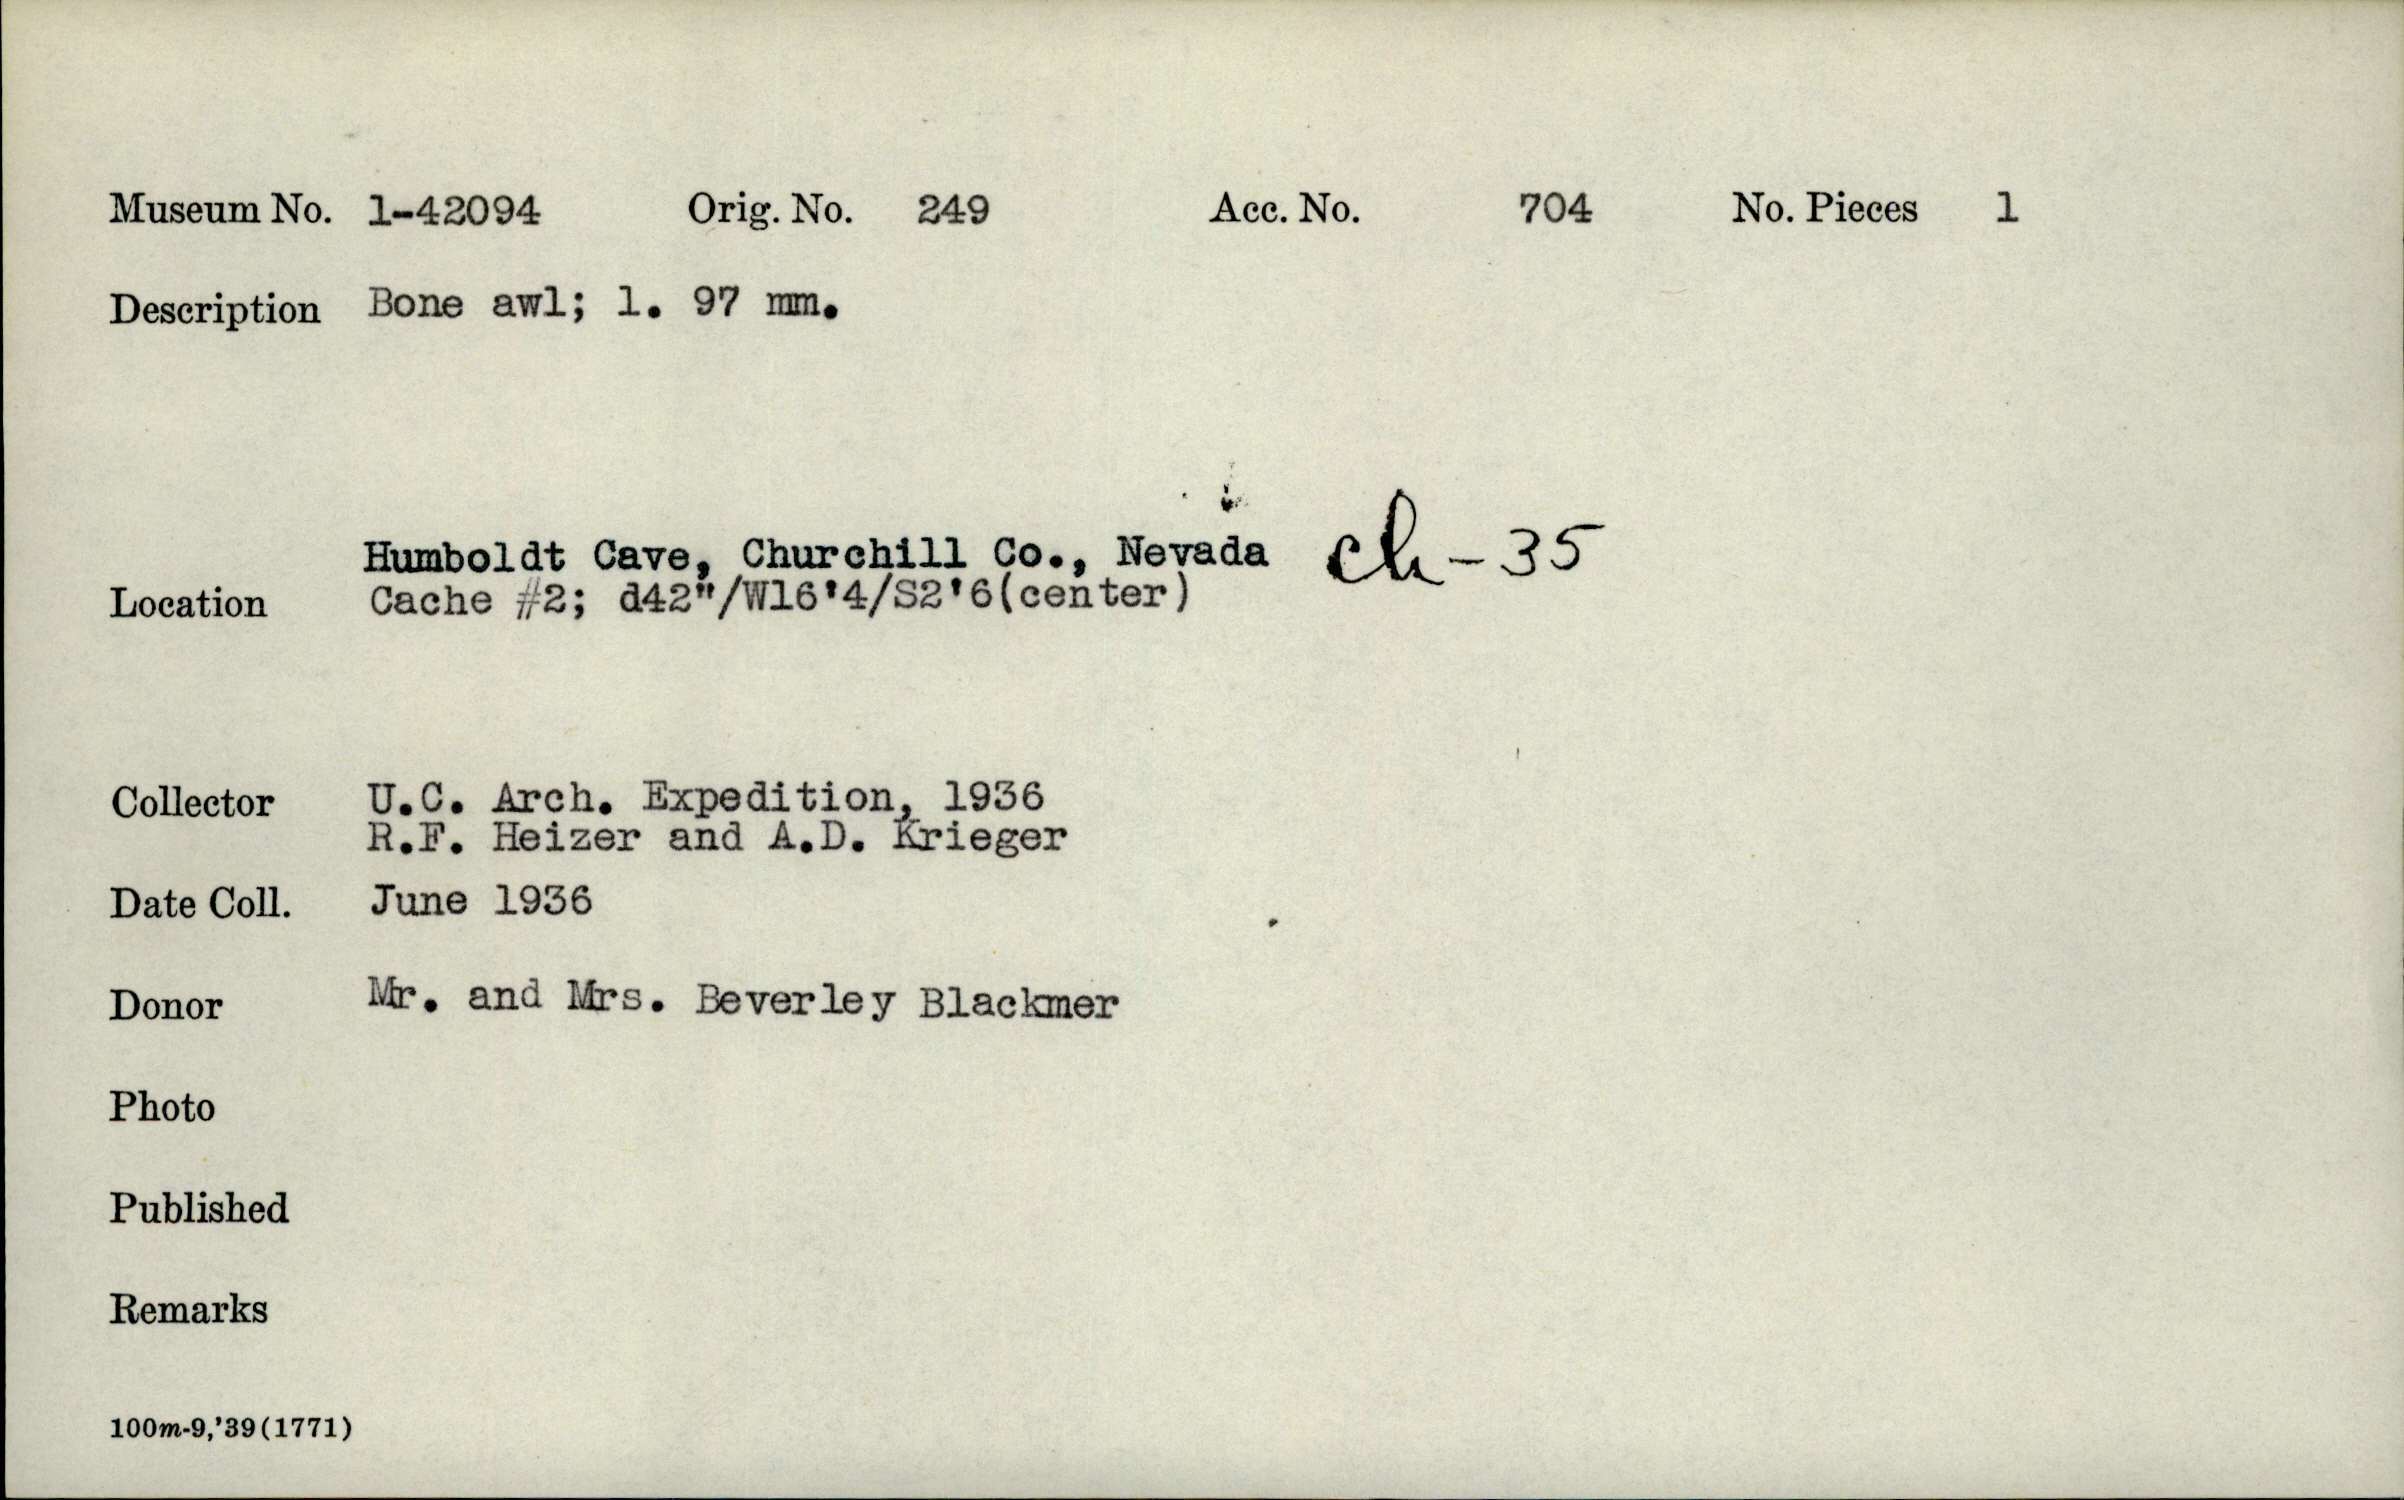 Museum No. 1-42094 Orig. No. 249 Acc. No. 704 No. Pieces 1
Description Bone awl; l. 97 mm.
Humboldt Cave, Churchill Co., Nevada ch-35
Location Cache #2; d42"/W16'4/S2'6(center)
Collector U.C. Arch. Expedition, 1936
R.F. Heizer and A.D. Krieger
Date Coll. June 1936
Donor Mr. and Mrs. Beverley Blackmer
Photo
Published
Remarks
100m-9,'39(1771)